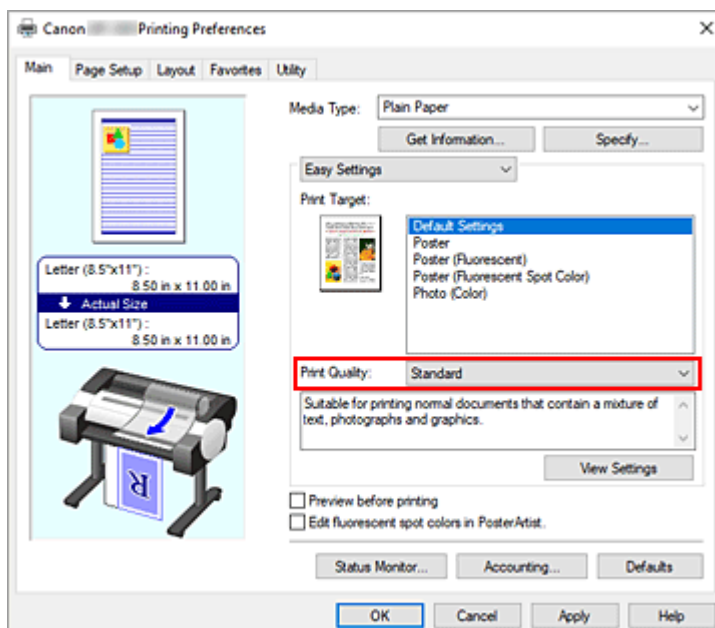 Canon Printing Preferences
Main Page Setup Layout Favorites Utility
Media Type: Plain Paper
Get Information... Specify...
Easy Settings
Print Target:
Default Settings
Poster
Poster (Fluorescent)
Poster (Fluorescent Spot Color)
Photo (Color)
Letter (8.5"x11") :
8.50 in x 11.00 in
Actual Size
Letter (8.5"x11") :
8.50 in x 11.00 in
Print Quality: Standard
Suitable for printing normal documents that contain a mixture of
text, photographs and graphics.
View Settings
R
Preview before printing
Edit fluorescent spot colors in PosterArtist.
Status Monitor... Accounting... Defaults
OK Cancel Apply Help